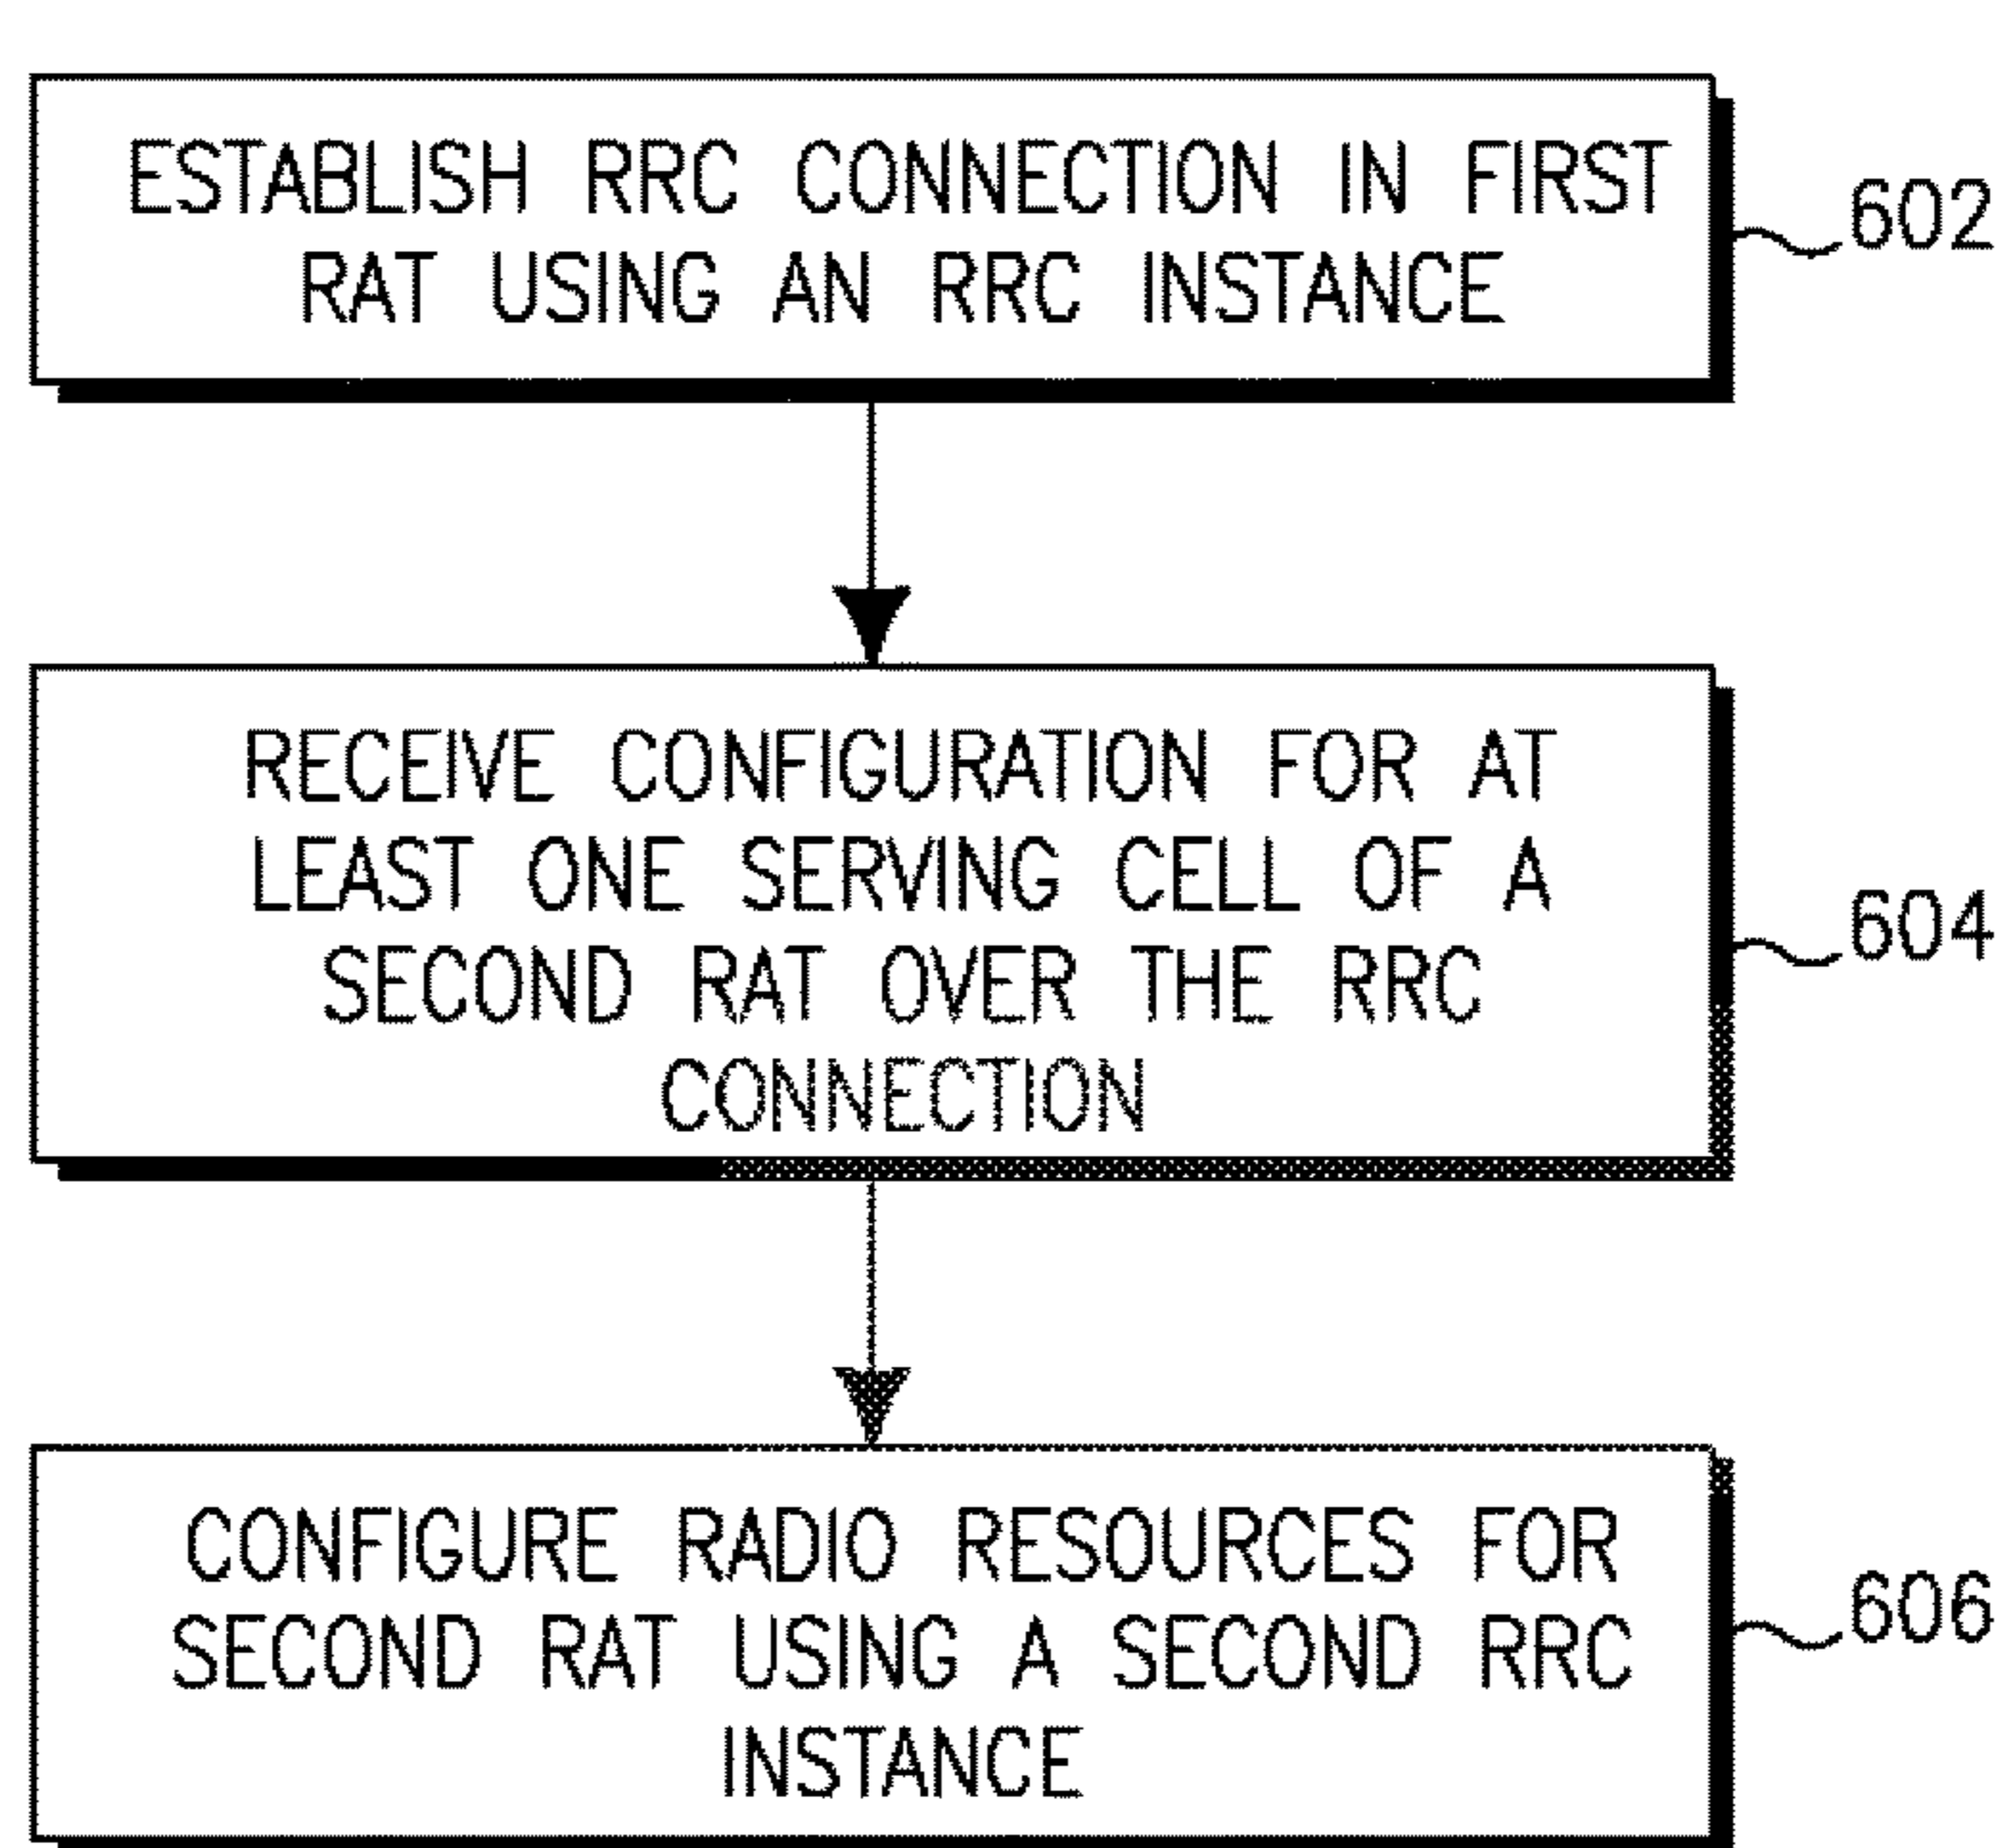 ESTABLISH RRC CONNECTION IN FIRST
RAT USING AN RRC INSTANCE
602
RECEIVE CONFIGURATION FOR AT
LEAST ONE SERVING CELL OF A
SECOND RAT OVER THE RRC
CONNECTION
604
CONFIGURE RADIO RESOURCES FOR
SECOND RAT USING A SECOND RRC
INSTANCE
606